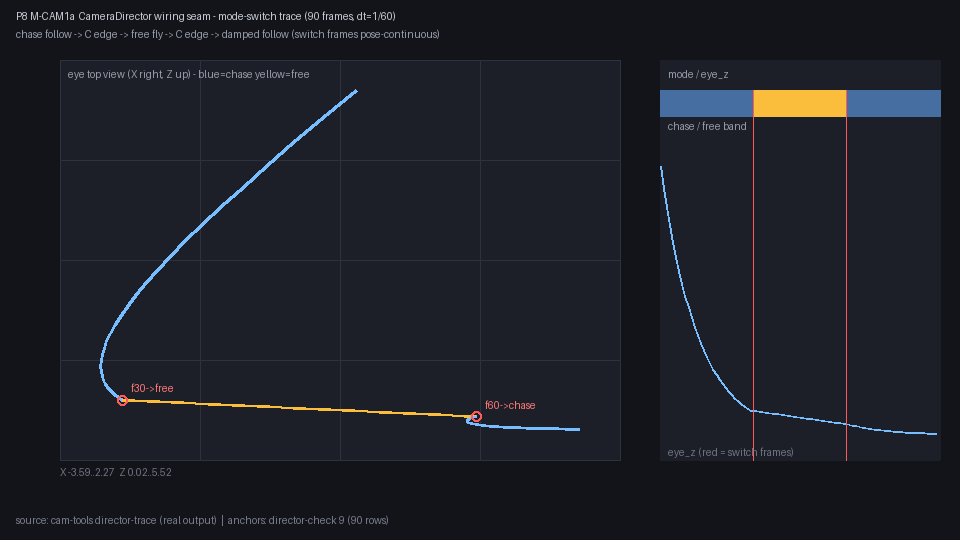 P8 M-CAM1a CameraDirector wiring seam - mode-switch trace (90 frames, dt=1/60)
chase follow -> C edge -> free fly -> C edge -> damped follow (switch frames pose-continuous)
eye top view (X right, Z up) - blue=chase yellow=free
mode / eye_z
chase / free band
f30->free
f60->chase
eye_z (red = switch frames)
X -3.59..2.27 Z 0.02..5.52
source: cam-tools director-trace (real output) | anchors: director-check 9 (90 rows)